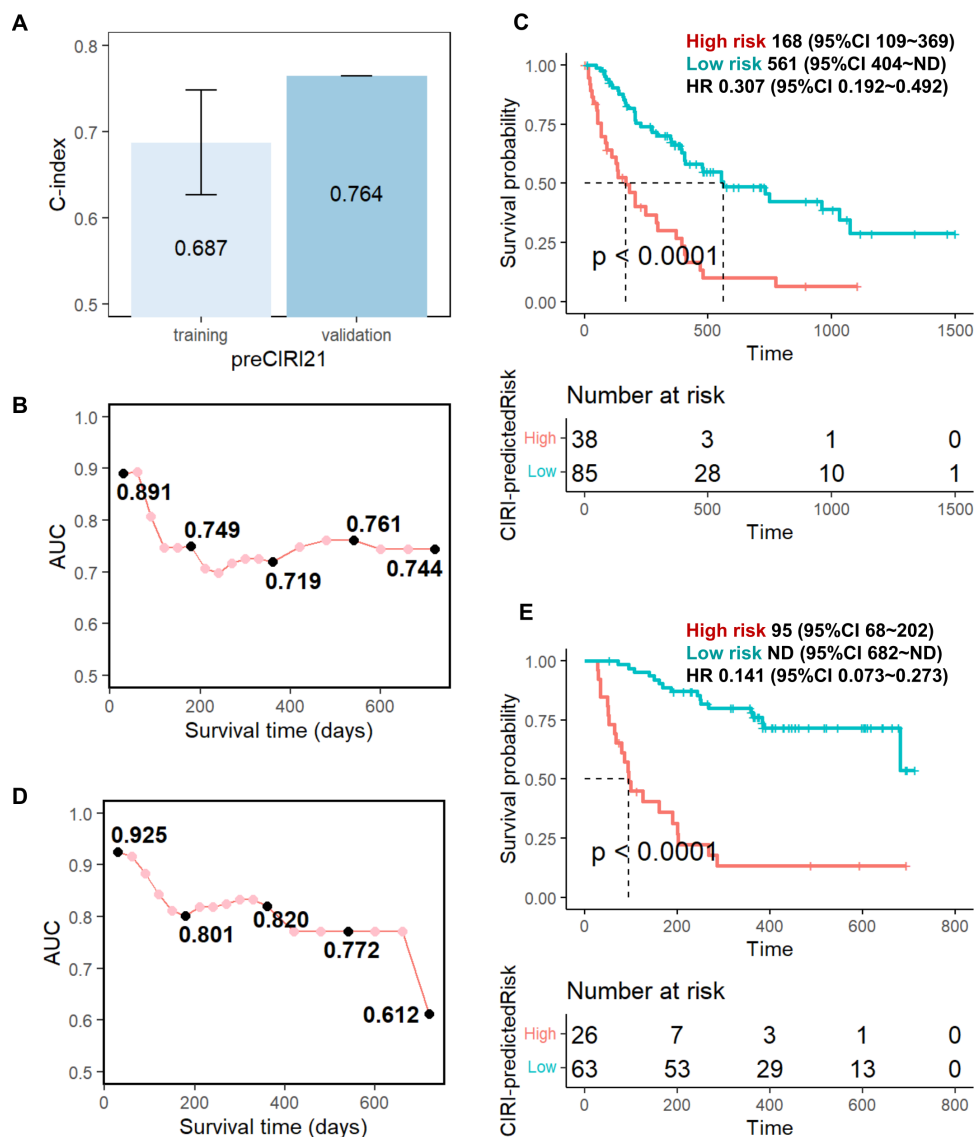 A
0.8
0.7
0.6
0.5
C-index
0.687
0.764
training
validation
preCIRI21
B
1.0
0.9
0.8
0.7
0.6
0.5
AUC
0.891
0.749
0.719
0.761
0.744
0
200
400
600
Survival time (days)
D
1.0
0.9
0.8
0.7
0.6
0.5
AUC
0.925
0.801
0.820
0.772
0.612
0
200
400
600
Survival time (days)
C
High risk 168 (95%CI 109~369)
Low risk 561 (95%CI 404~ND)
HR 0.307 (95%CI 0.192~0.492)
1.00
0.75
0.50
0.25
0.00
Survival probability
p < 0.0001
0
500
1000
1500
Time
Number at risk
CIRI-predictedRisk
High
38
3
1
0
Low
85
28
10
1
0
500
1000
1500
Time
E
High risk 95 (95%CI 68~202)
Low risk ND (95%CI 682~ND)
HR 0.141 (95%CI 0.073~0.273)
1.00
0.75
0.50
0.25
0.00
Survival probability
p < 0.0001
0
200
400
600
800
Time
Number at risk
CIRI-predictedRisk
High
26
7
3
1
0
Low
63
53
29
13
0
0
200
400
600
800
Time